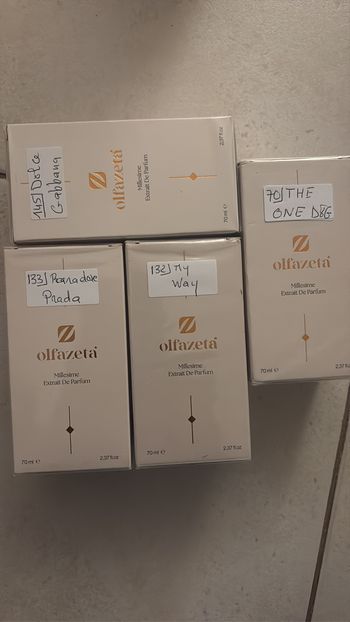 145] Dolce
Gabbana
olfazeta
Millesime
Extrait De Parfum
70 ml e
2.37 fl.oz
70] THE
ONE D&G
olfazeta
Millesime
Extrait De Parfum
70 ml e
2.37 fl.oz
133] Paradoxe
Prada
olfazeta
Millesime
Extrait De Parfum
70 ml e
2.37 fl.oz
132] My
Way
olfazeta
Millesime
Extrait De Parfum
70 ml e
2.37 fl.oz